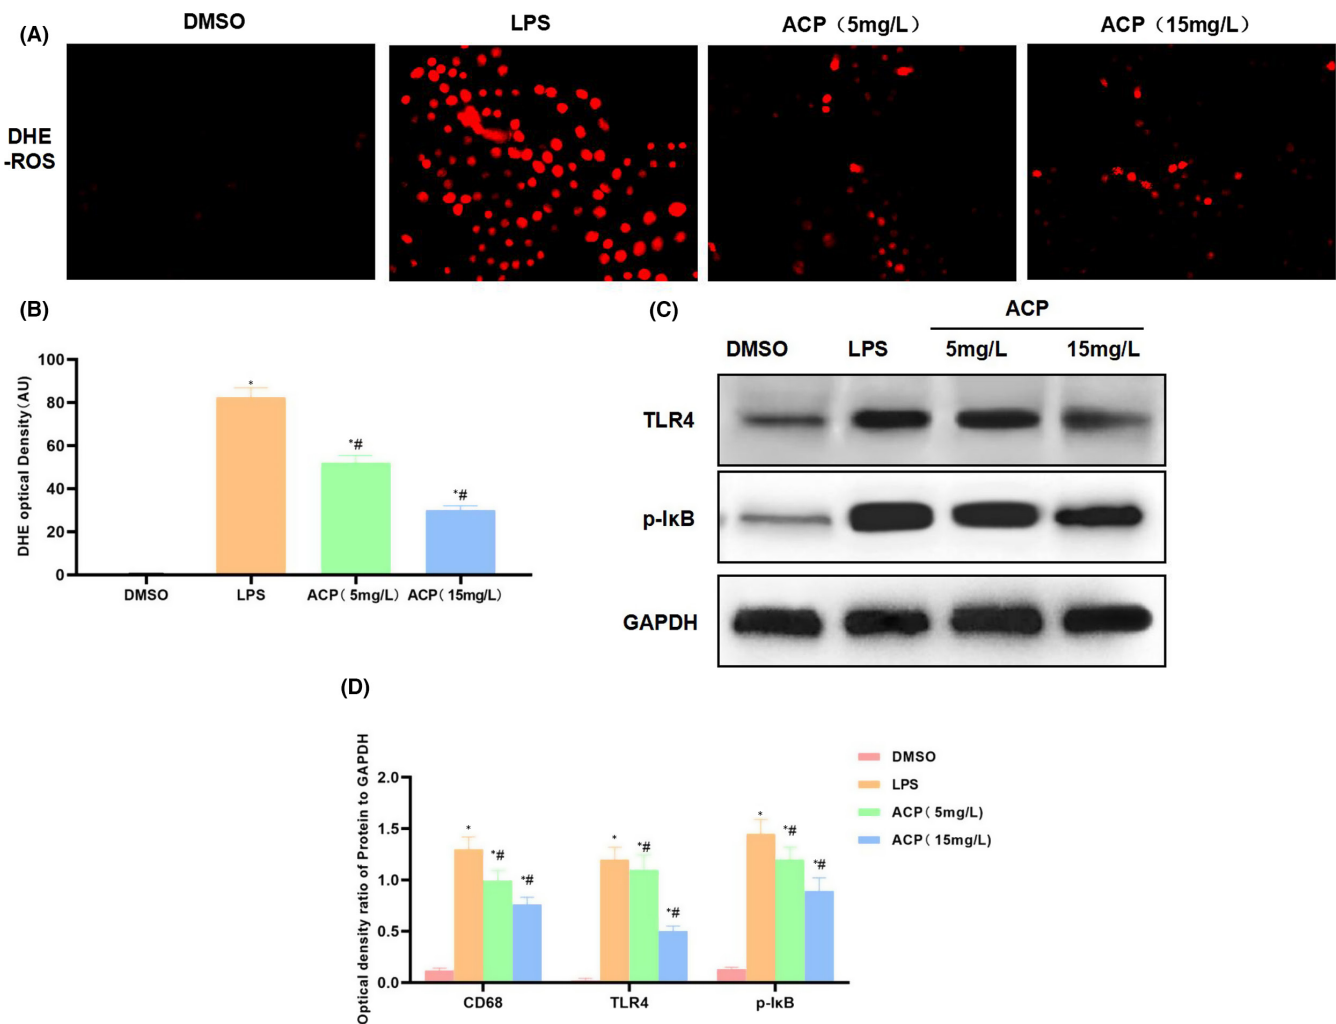 (A)
DMSO
LPS
ACP（5mg/L）
ACP（15mg/L）
DHE
-ROS
(B)
DHE optical Density（AU）
100
80
60
40
20
0
*
*#
*#
DMSO
LPS
ACP（5mg/L）
ACP（15mg/L）
(C)
ACP
DMSO
LPS
5mg/L
15mg/L
TLR4
p-IκB
GAPDH
(D)
Optical density ratio of Protein to GAPDH
2.0
1.5
1.0
0.5
0.0
*
*#
*#
*
*#
*#
*
*#
*#
CD68
TLR4
p-IκB
DMSO
LPS
ACP（5mg/L)
ACP（15mg/L)